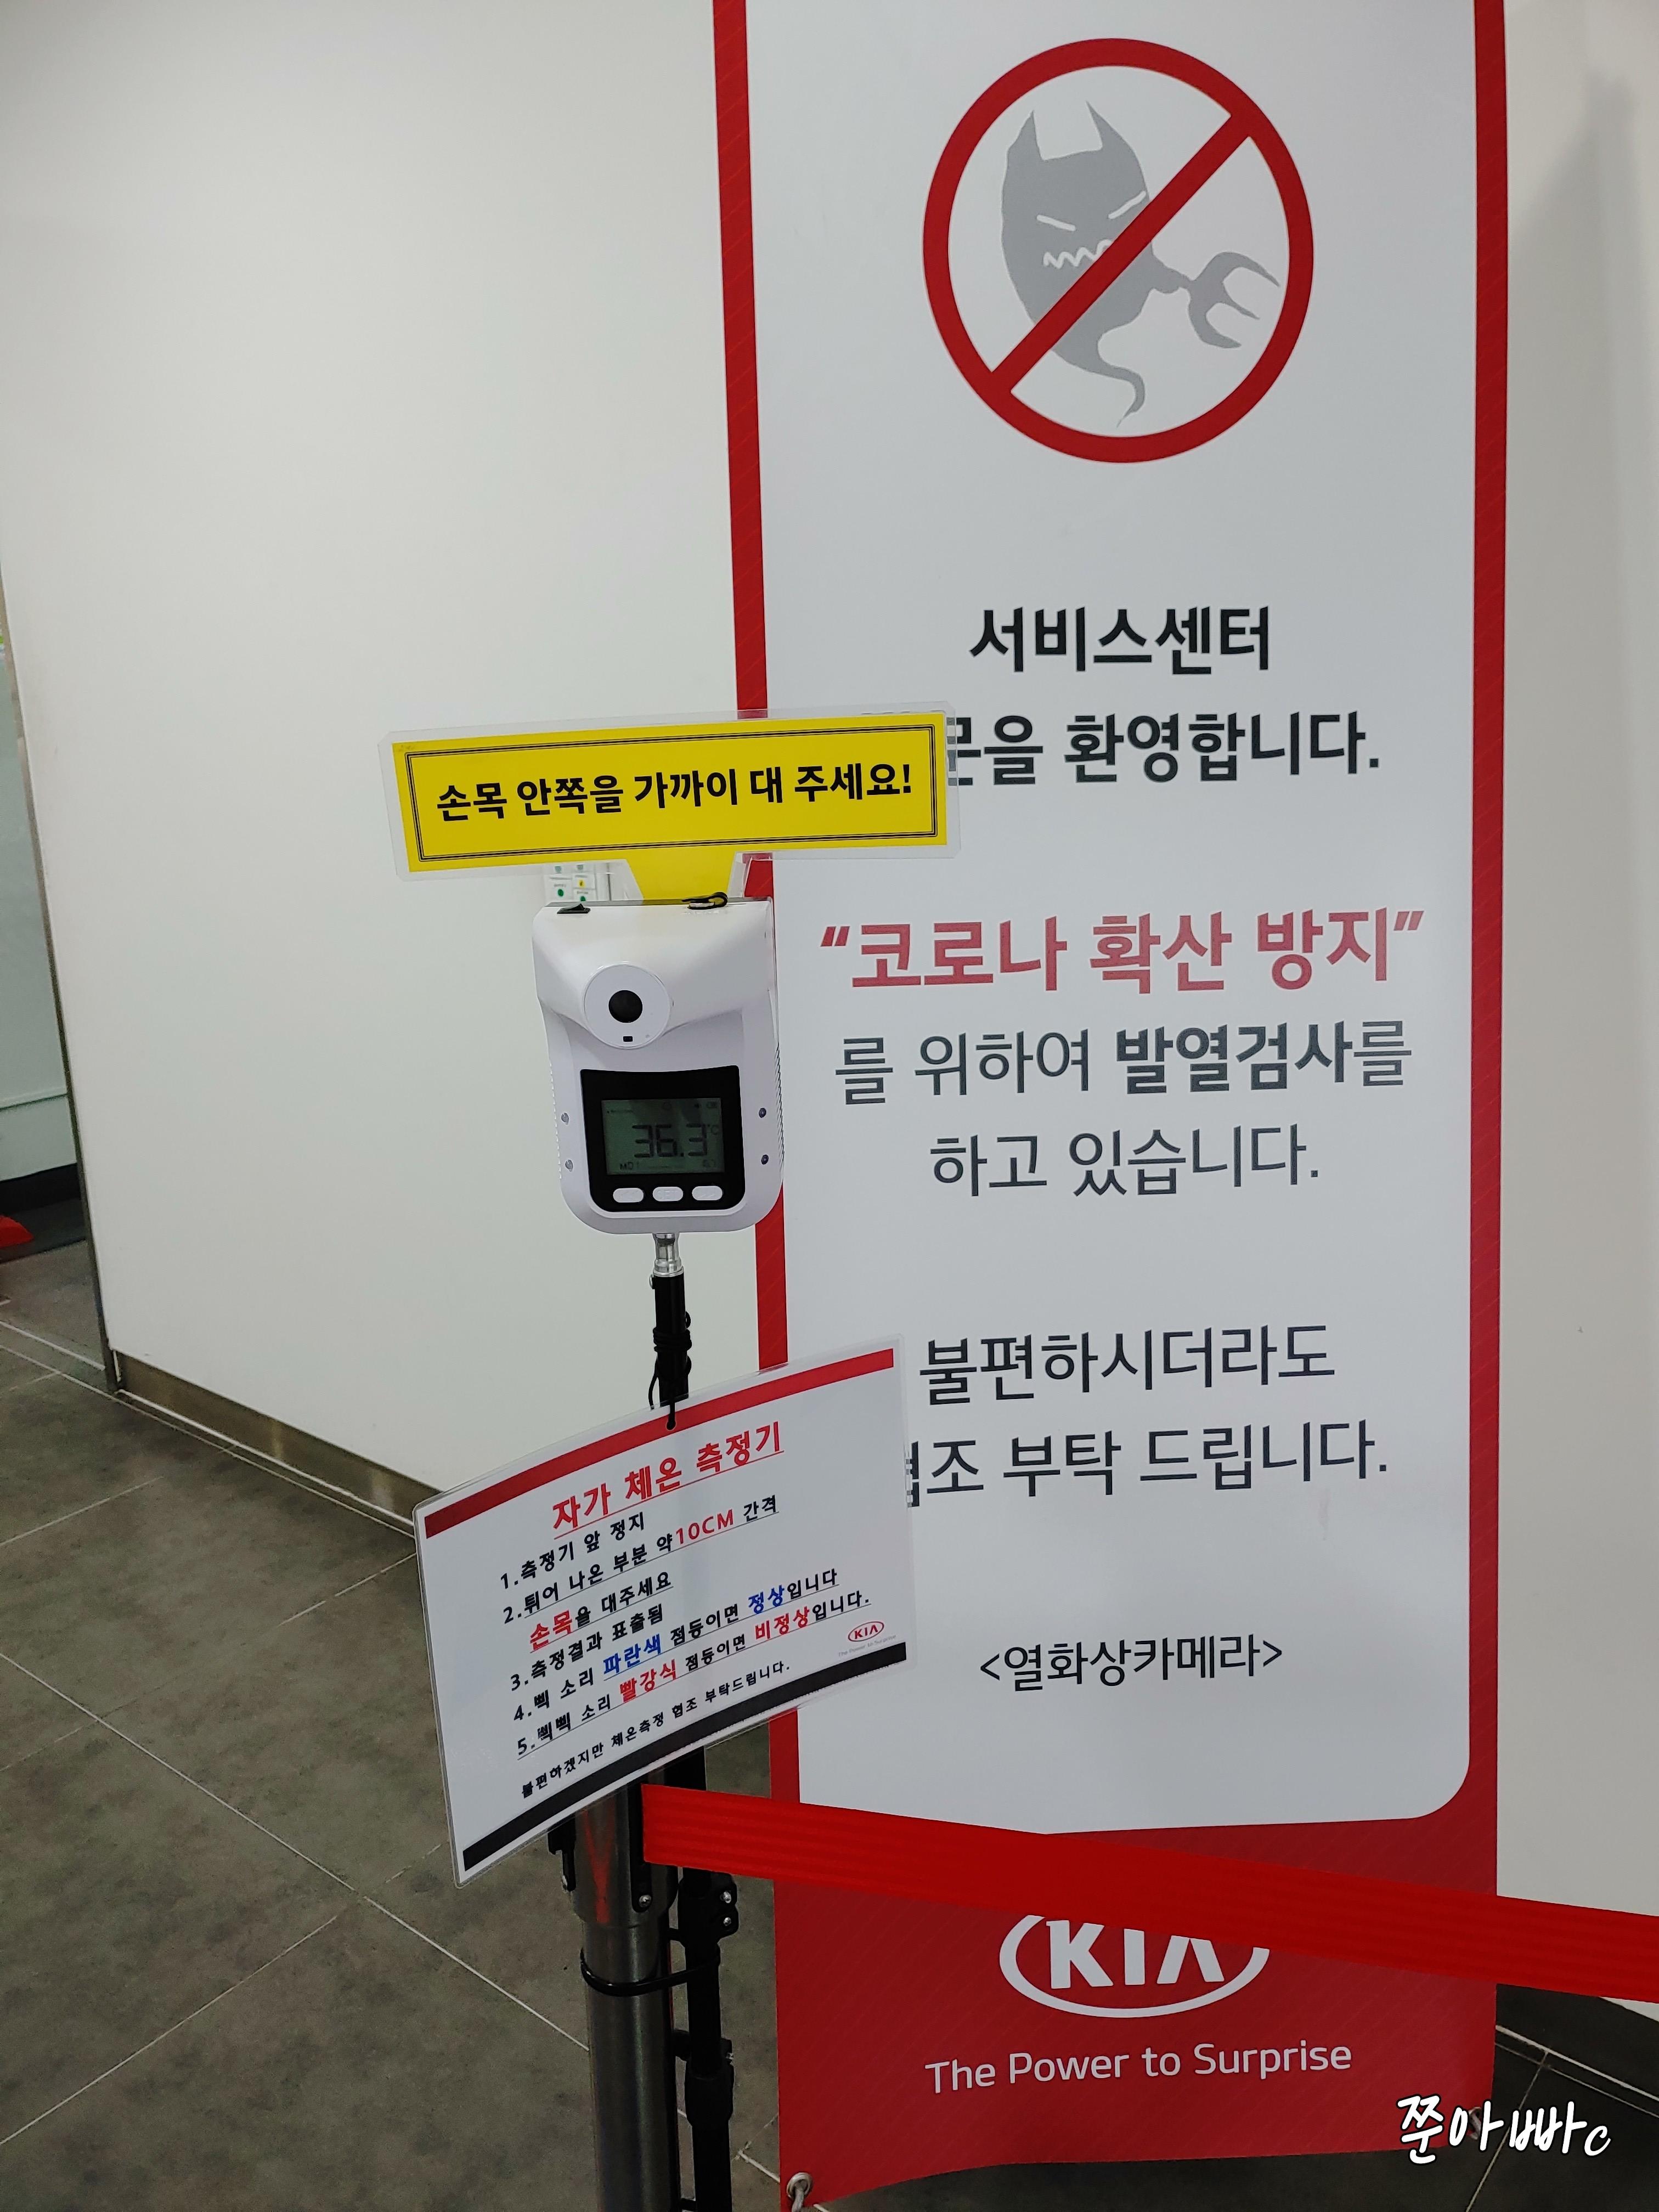 서비스센터
을 환영합니다.
손목 안쪽을 가까이 대 주세요!
“코로나 확산 방지”
를 위하여 발열검사를
하고 있습니다.
36.3°C
불편하시더라도
부탁 드립니다.
<열화상카메라>
자가 체온 측정기
1.측정기 앞 정지
2.튀어 나온 부분 약10CM 간격
손목을 대주세요
3.측정결과 표출됨
4.삑 소리 파란색 점등이면 정상입니다
5.삑삑 소리 빨강식 점등이면 비정상입니다.
불편하겠지만 체온측정 협조 부탁드립니다.
KIA
The Power to Surprise
KIA
The Power to Surprise
쭌아빠c